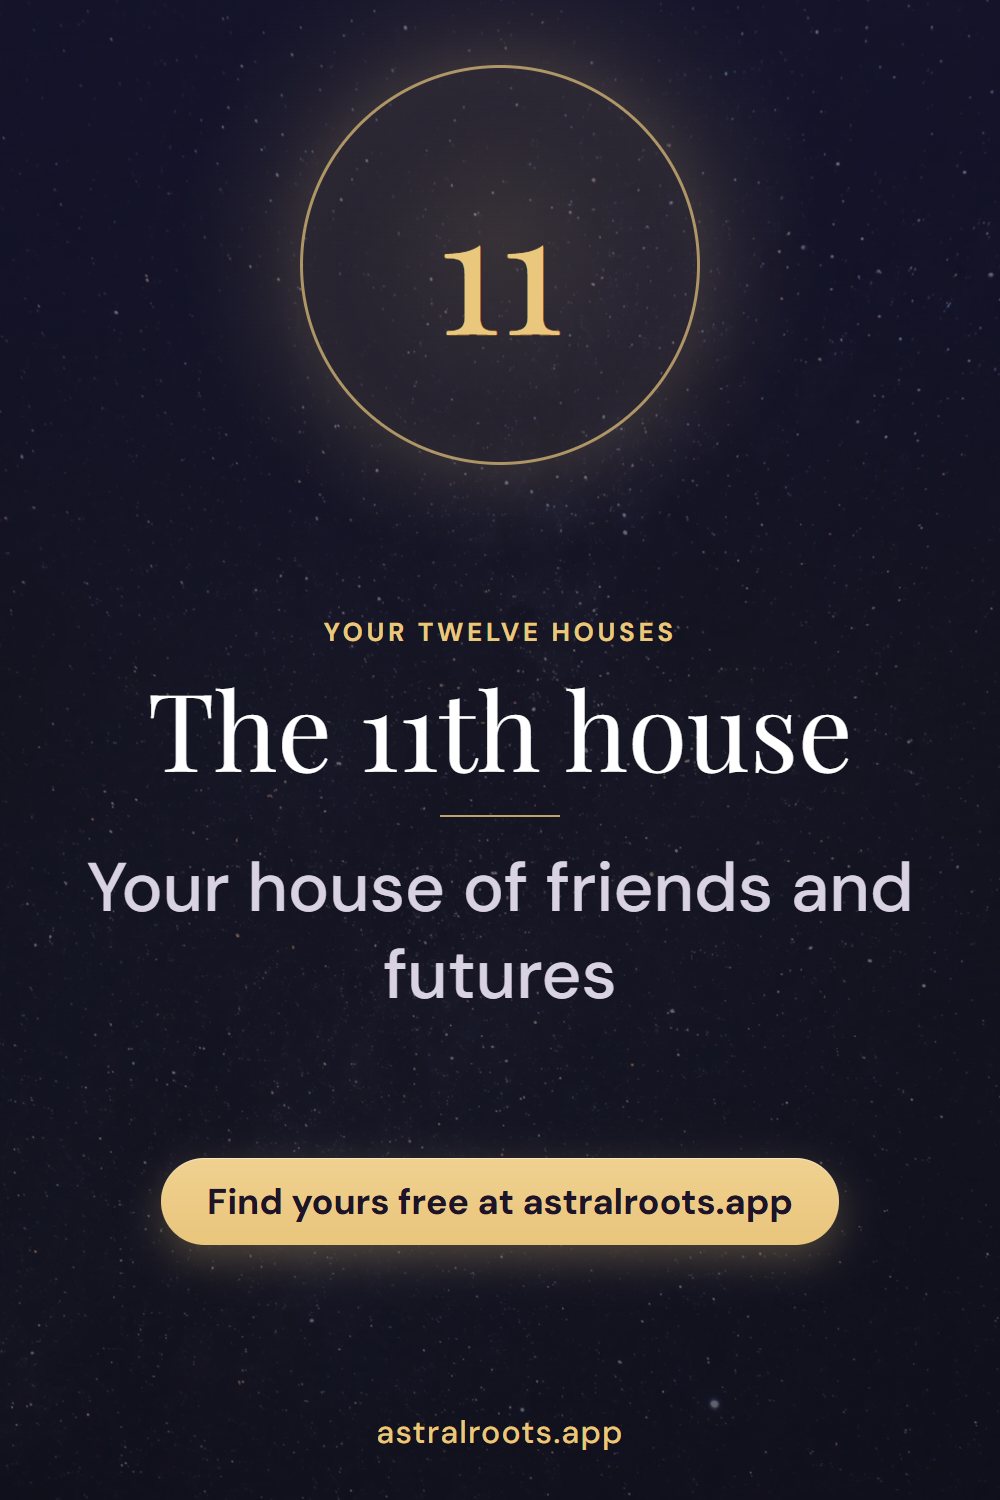 11
YOUR TWELVE HOUSES
The 11th house
Your house of friends and
futures
Find yours free at astralroots.app
astralroots.app